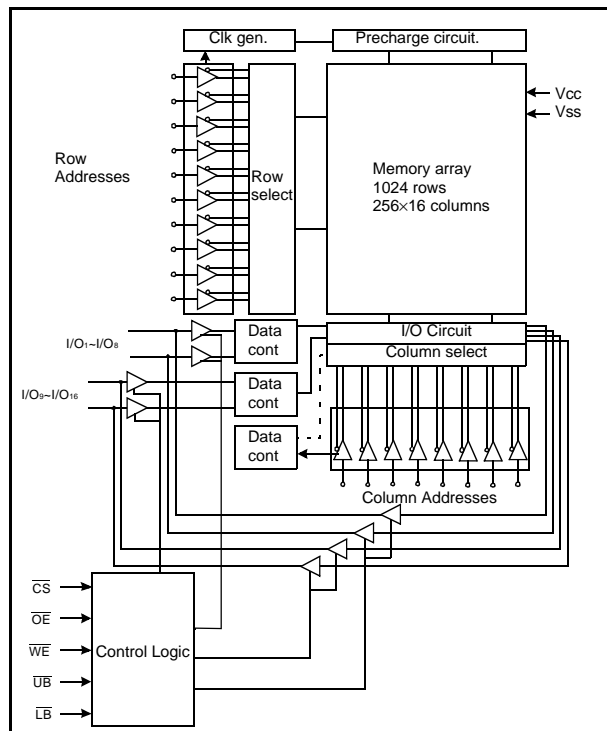 Clk gen.
Precharge circuit.
Vcc
Vss
Row
Addresses
Row
select
Memory array
1024 rows
256×16 columns
I/O1~I/O8
Data
cont
I/O Circuit
Column select
I/O9~I/O16
Data
cont
Data
cont
Column Addresses
CS
OE
WE
UB
LB
Control Logic